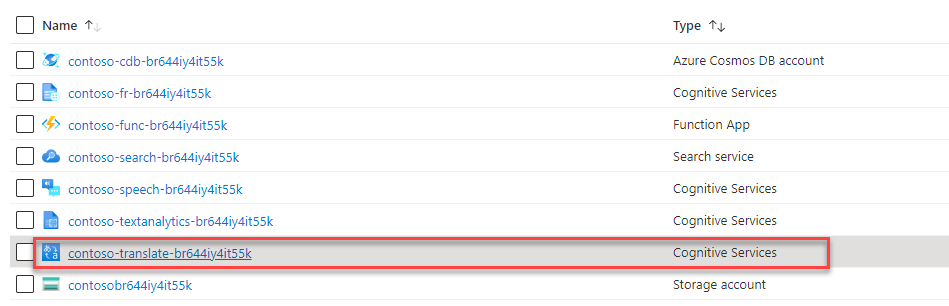 Name ↑↓ Type ↑↓
contoso-cdb-br644iy4it55k Azure Cosmos DB account
contoso-fr-br644iy4it55k Cognitive Services
contoso-func-br644iy4it55k Function App
contoso-search-br644iy4it55k Search service
contoso-speech-br644iy4it55k Cognitive Services
contoso-textanalytics-br644iy4it55k Cognitive Services
contoso-translate-br644iy4it55k Cognitive Services
contosobr644iy4it55k Storage account